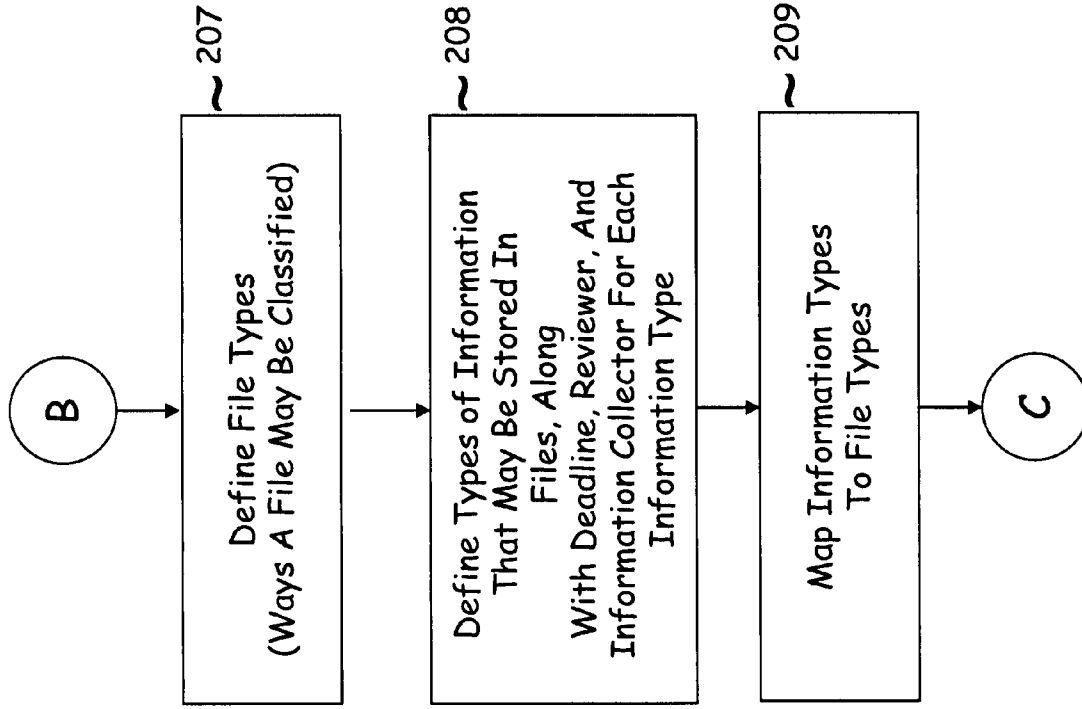 B
Define File Types
(Ways A File May Be Classified)
~ 207
Define Types of Information
That May Be Stored In
Files, Along
With Deadline, Reviewer, And
Information Collector For Each
Information Type
~ 208
Map Information Types
To File Types
~ 209
C